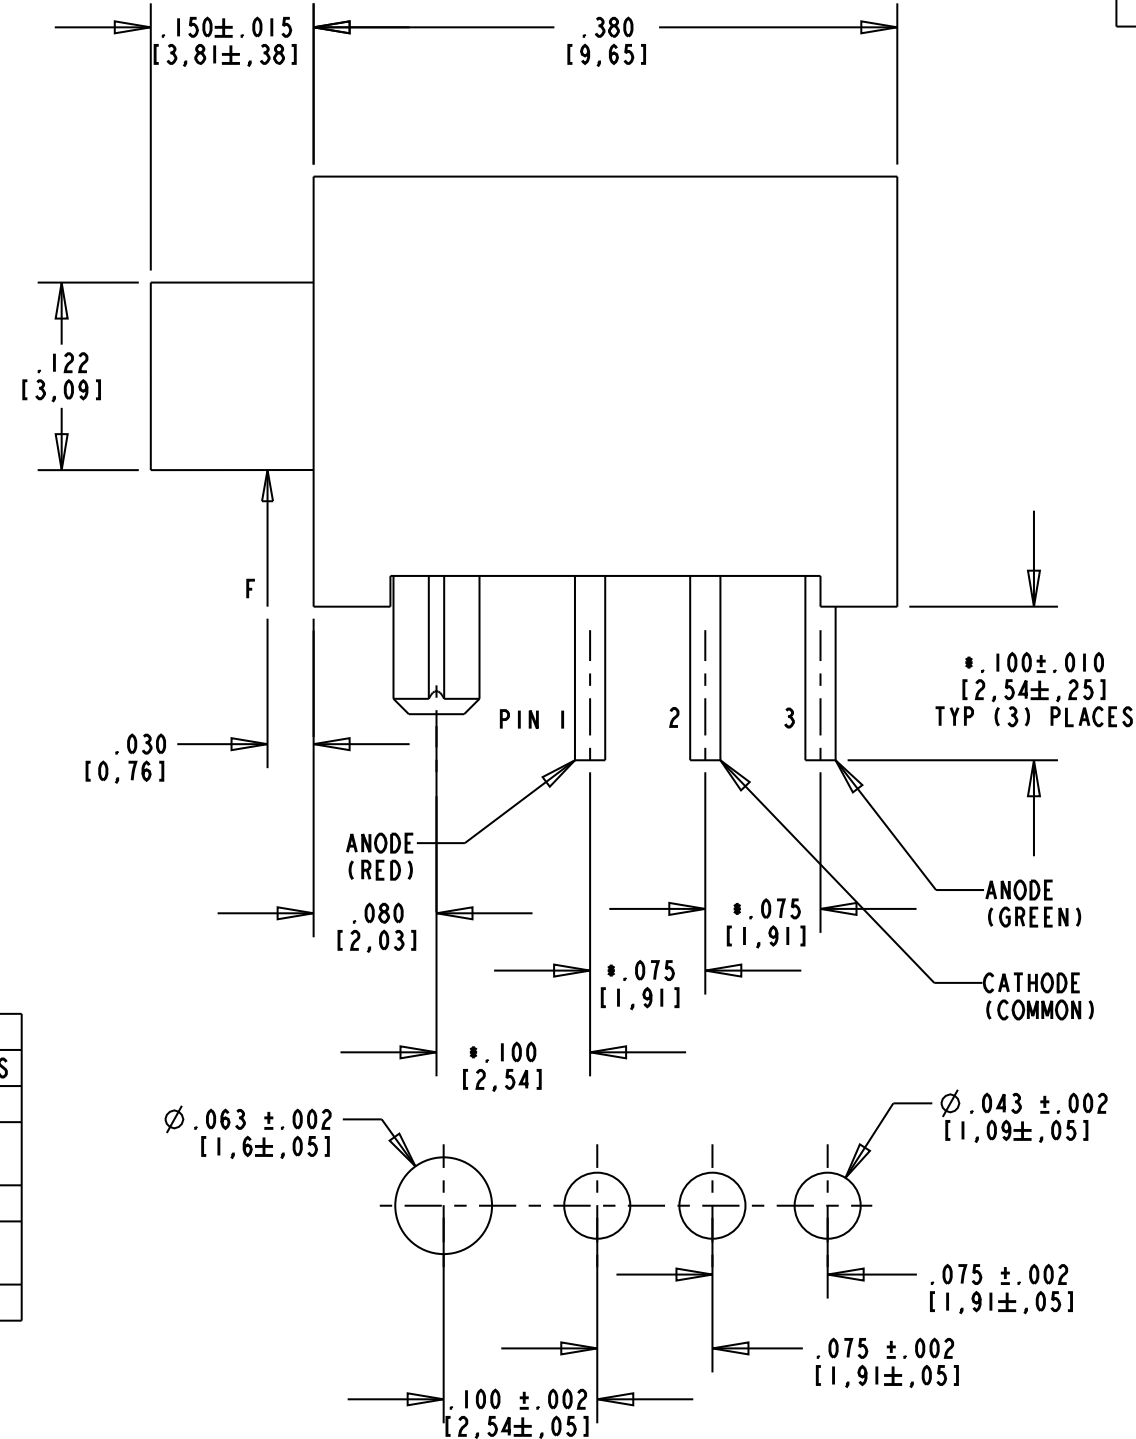 .150±.015
[3,81±,38]
.380
[9,65]
.122
[3,09]
F
*.100±.010
[2,54±,25]
TYP (3) PLACES
PIN 1
2
3
.030
[0,76]
ANODE
(RED)
ANODE
(GREEN)
.080
[2,03]
*.075
[1,91]
*.075
[1,91]
CATHODE
(COMMON)
*.100
[2,54]
S
Ø.063 ±.002
[1,6±,05]
Ø.043 ±.002
[1,09±,05]
.075 ±.002
[1,91±,05]
.075 ±.002
[1,91±,05]
.100 ±.002
[2,54±,05]